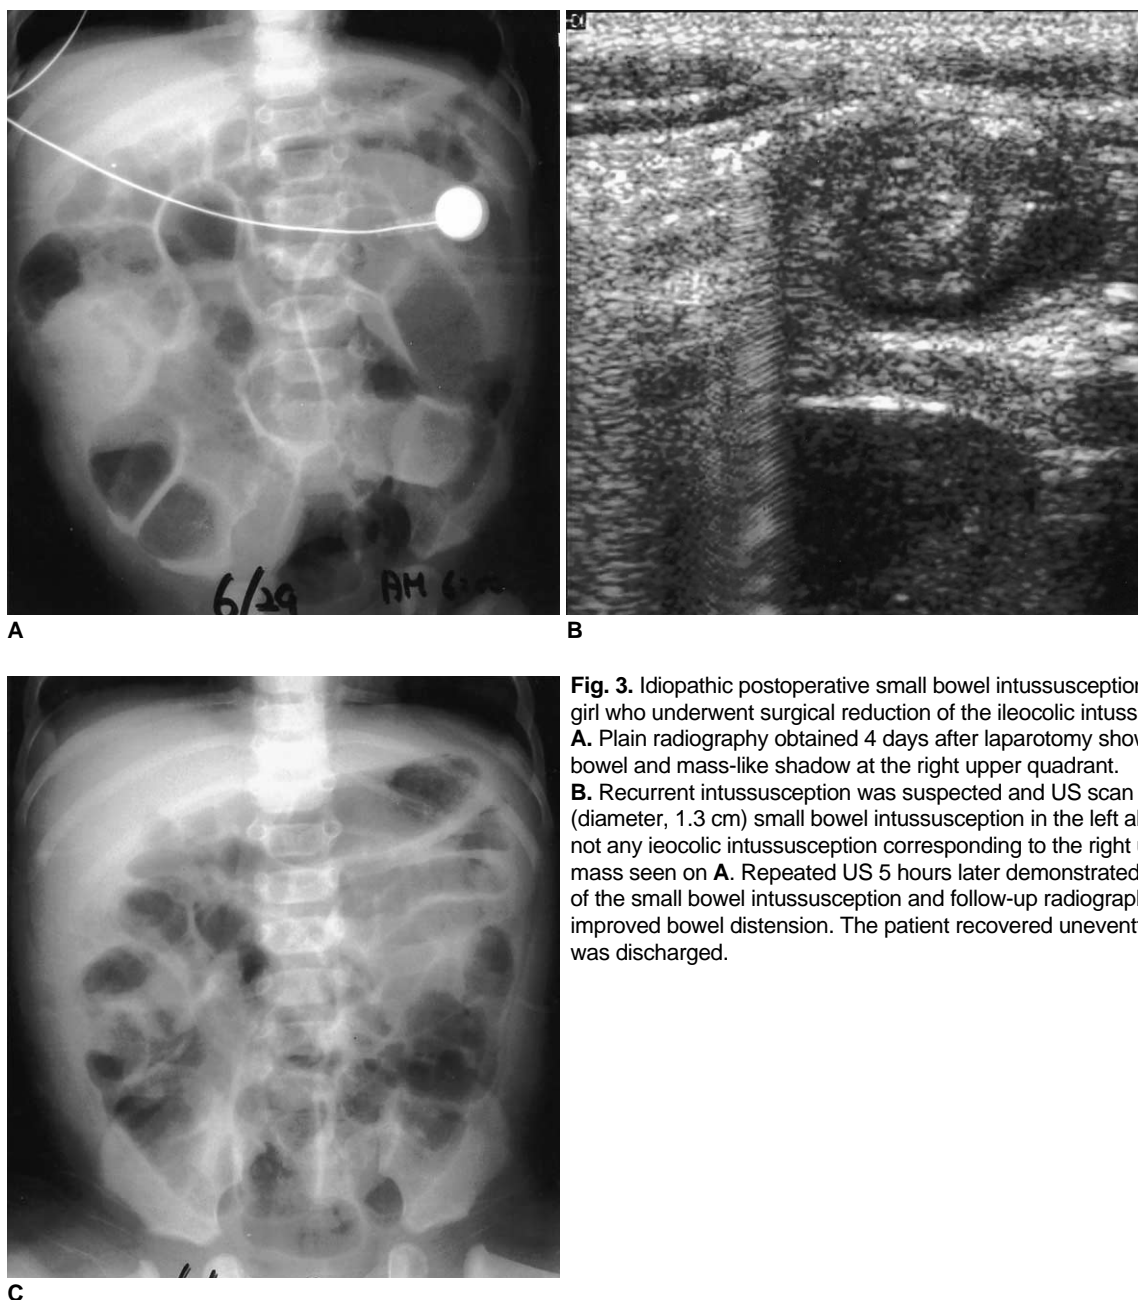 6/29 AM
A
B
Fig. 3. Idiopathic postoperative small bowel intussusception
girl who underwent surgical reduction of the ileocolic intuss
A. Plain radiography obtained 4 days after laparotomy show
bowel and mass-like shadow at the right upper quadrant.
B. Recurrent intussusception was suspected and US scan
(diameter, 1.3 cm) small bowel intussusception in the left
not any ieocolic intussusception corresponding to the right
mass seen on A. Repeated US 5 hours later demonstrated
of the small bowel intussusception and follow-up radiograph
improved bowel distension. The patient recovered unevent
was discharged.
C